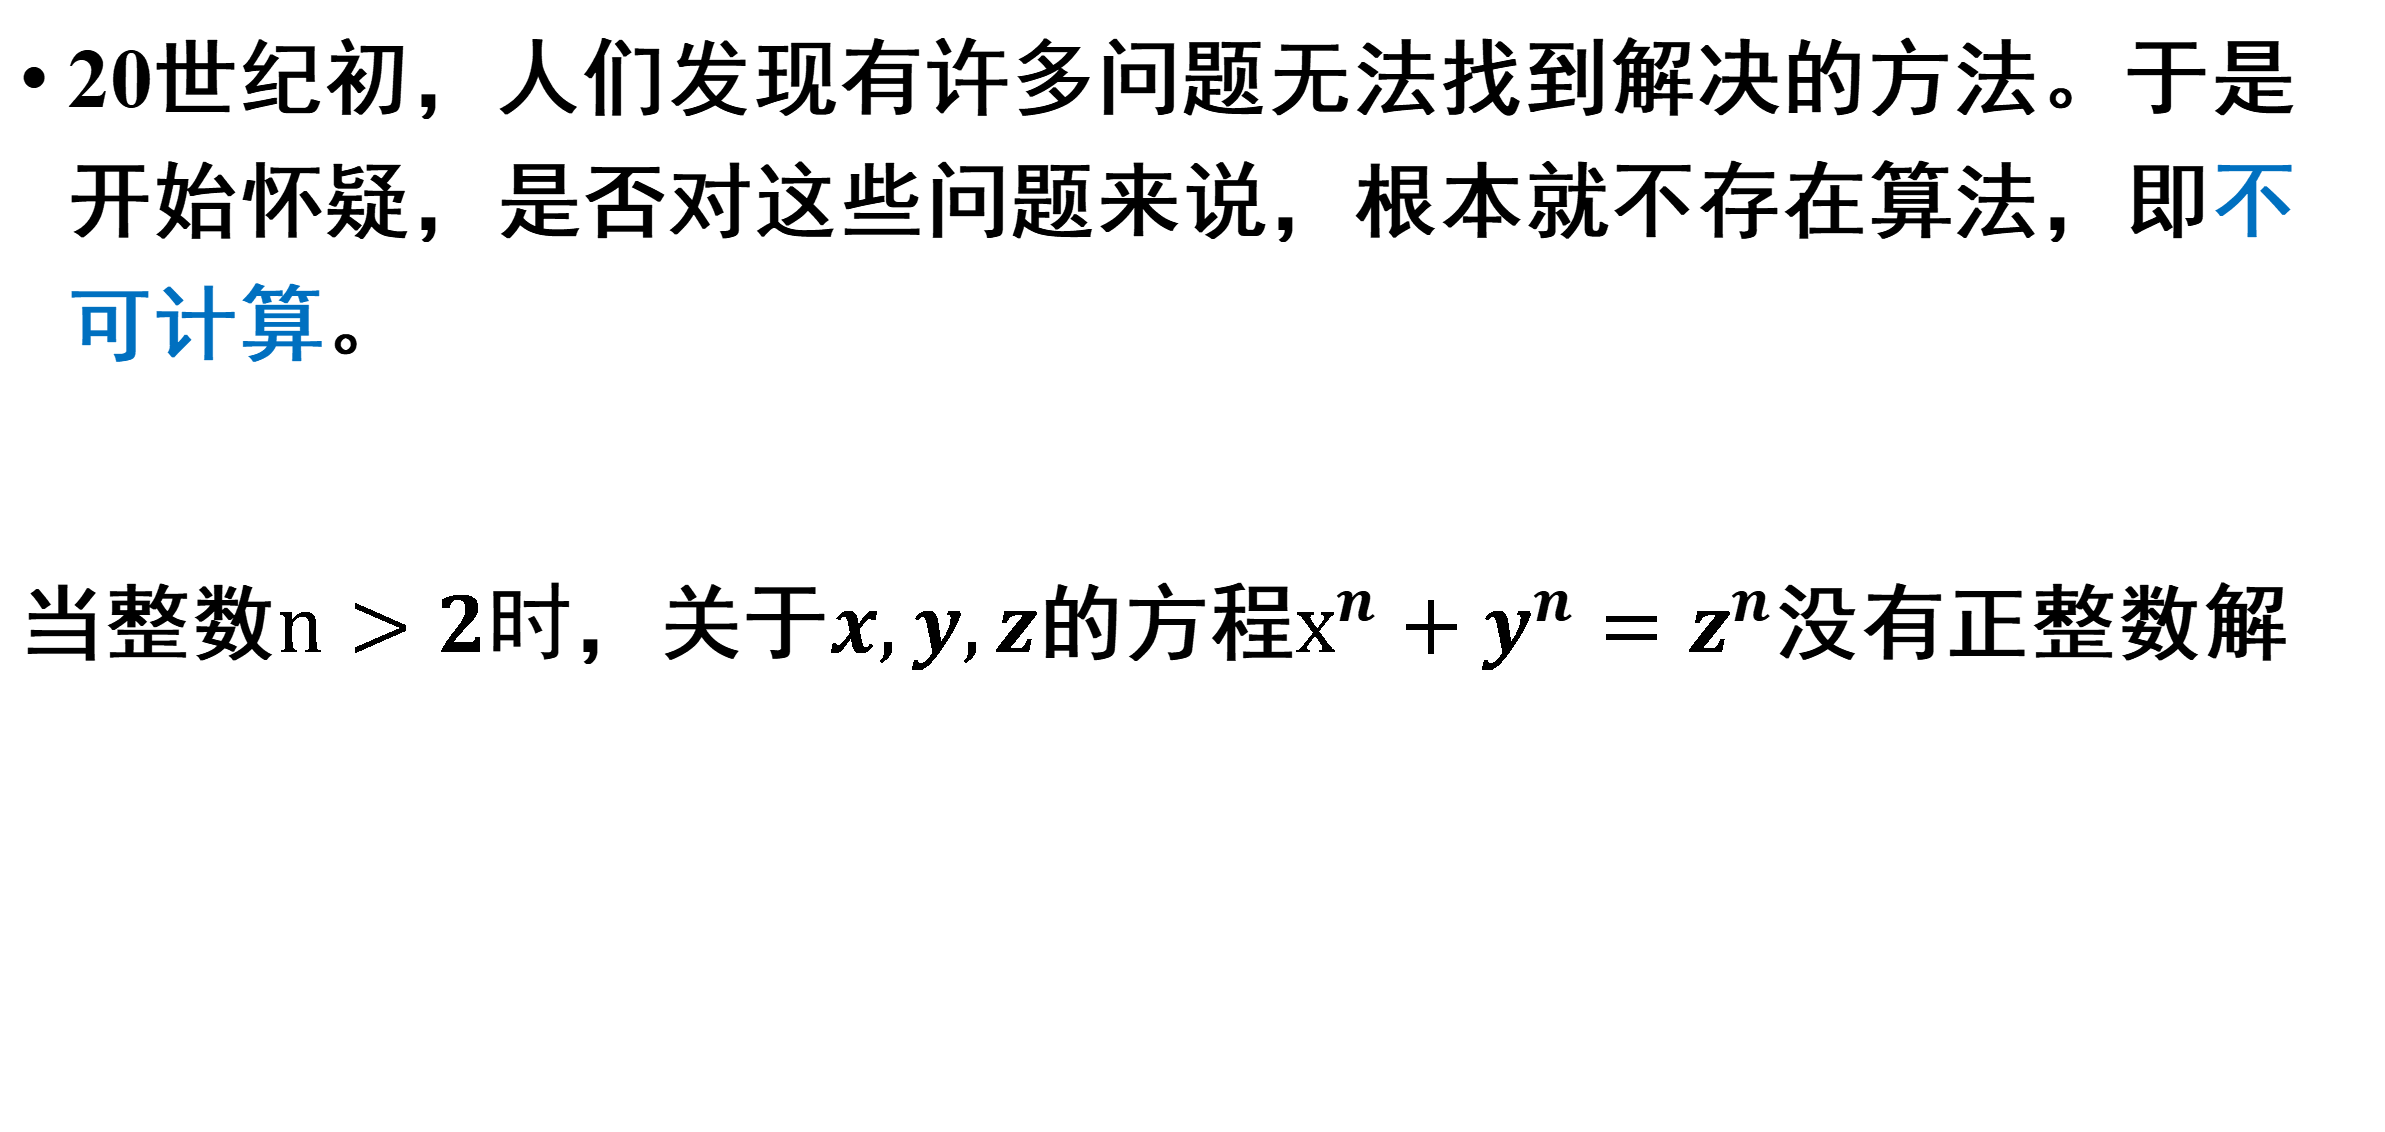 • 20世纪初，人们发现有许多问题无法找到解决的方法。于是
开始怀疑，是否对这些问题来说，根本就不存在算法，即不
可计算。
当整数n > 2时，关于x, y, z的方程xⁿ + yⁿ = zⁿ没有正整数解